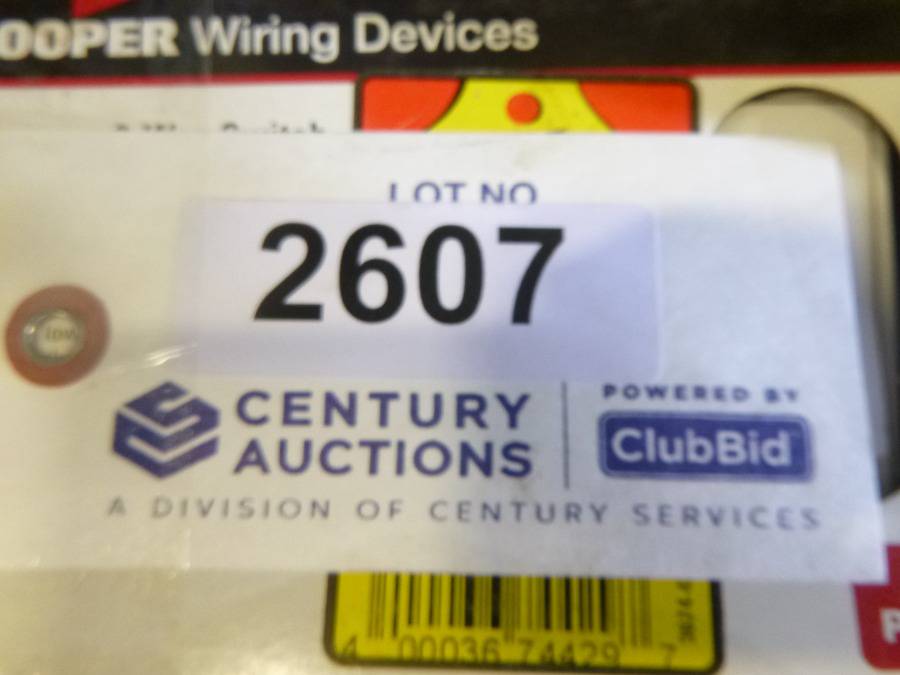 OOPER Wiring Devices
LOT NO
2607
CENTURY
AUCTIONS
POWERED BY
ClubBid
A DIVISION OF CENTURY SERVICES
4 00036 74429 7